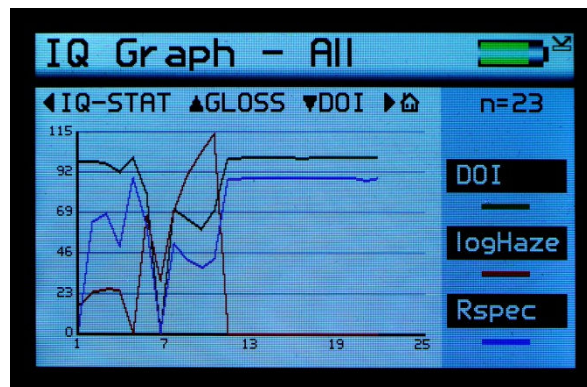 IQ Graph - All
◀IQ-STAT ▲GLOSS ▼DOI ▶⌂
n=23
115
92
69
46
23
0
1 7 13 19 25
DOI
logHaze
Rspec